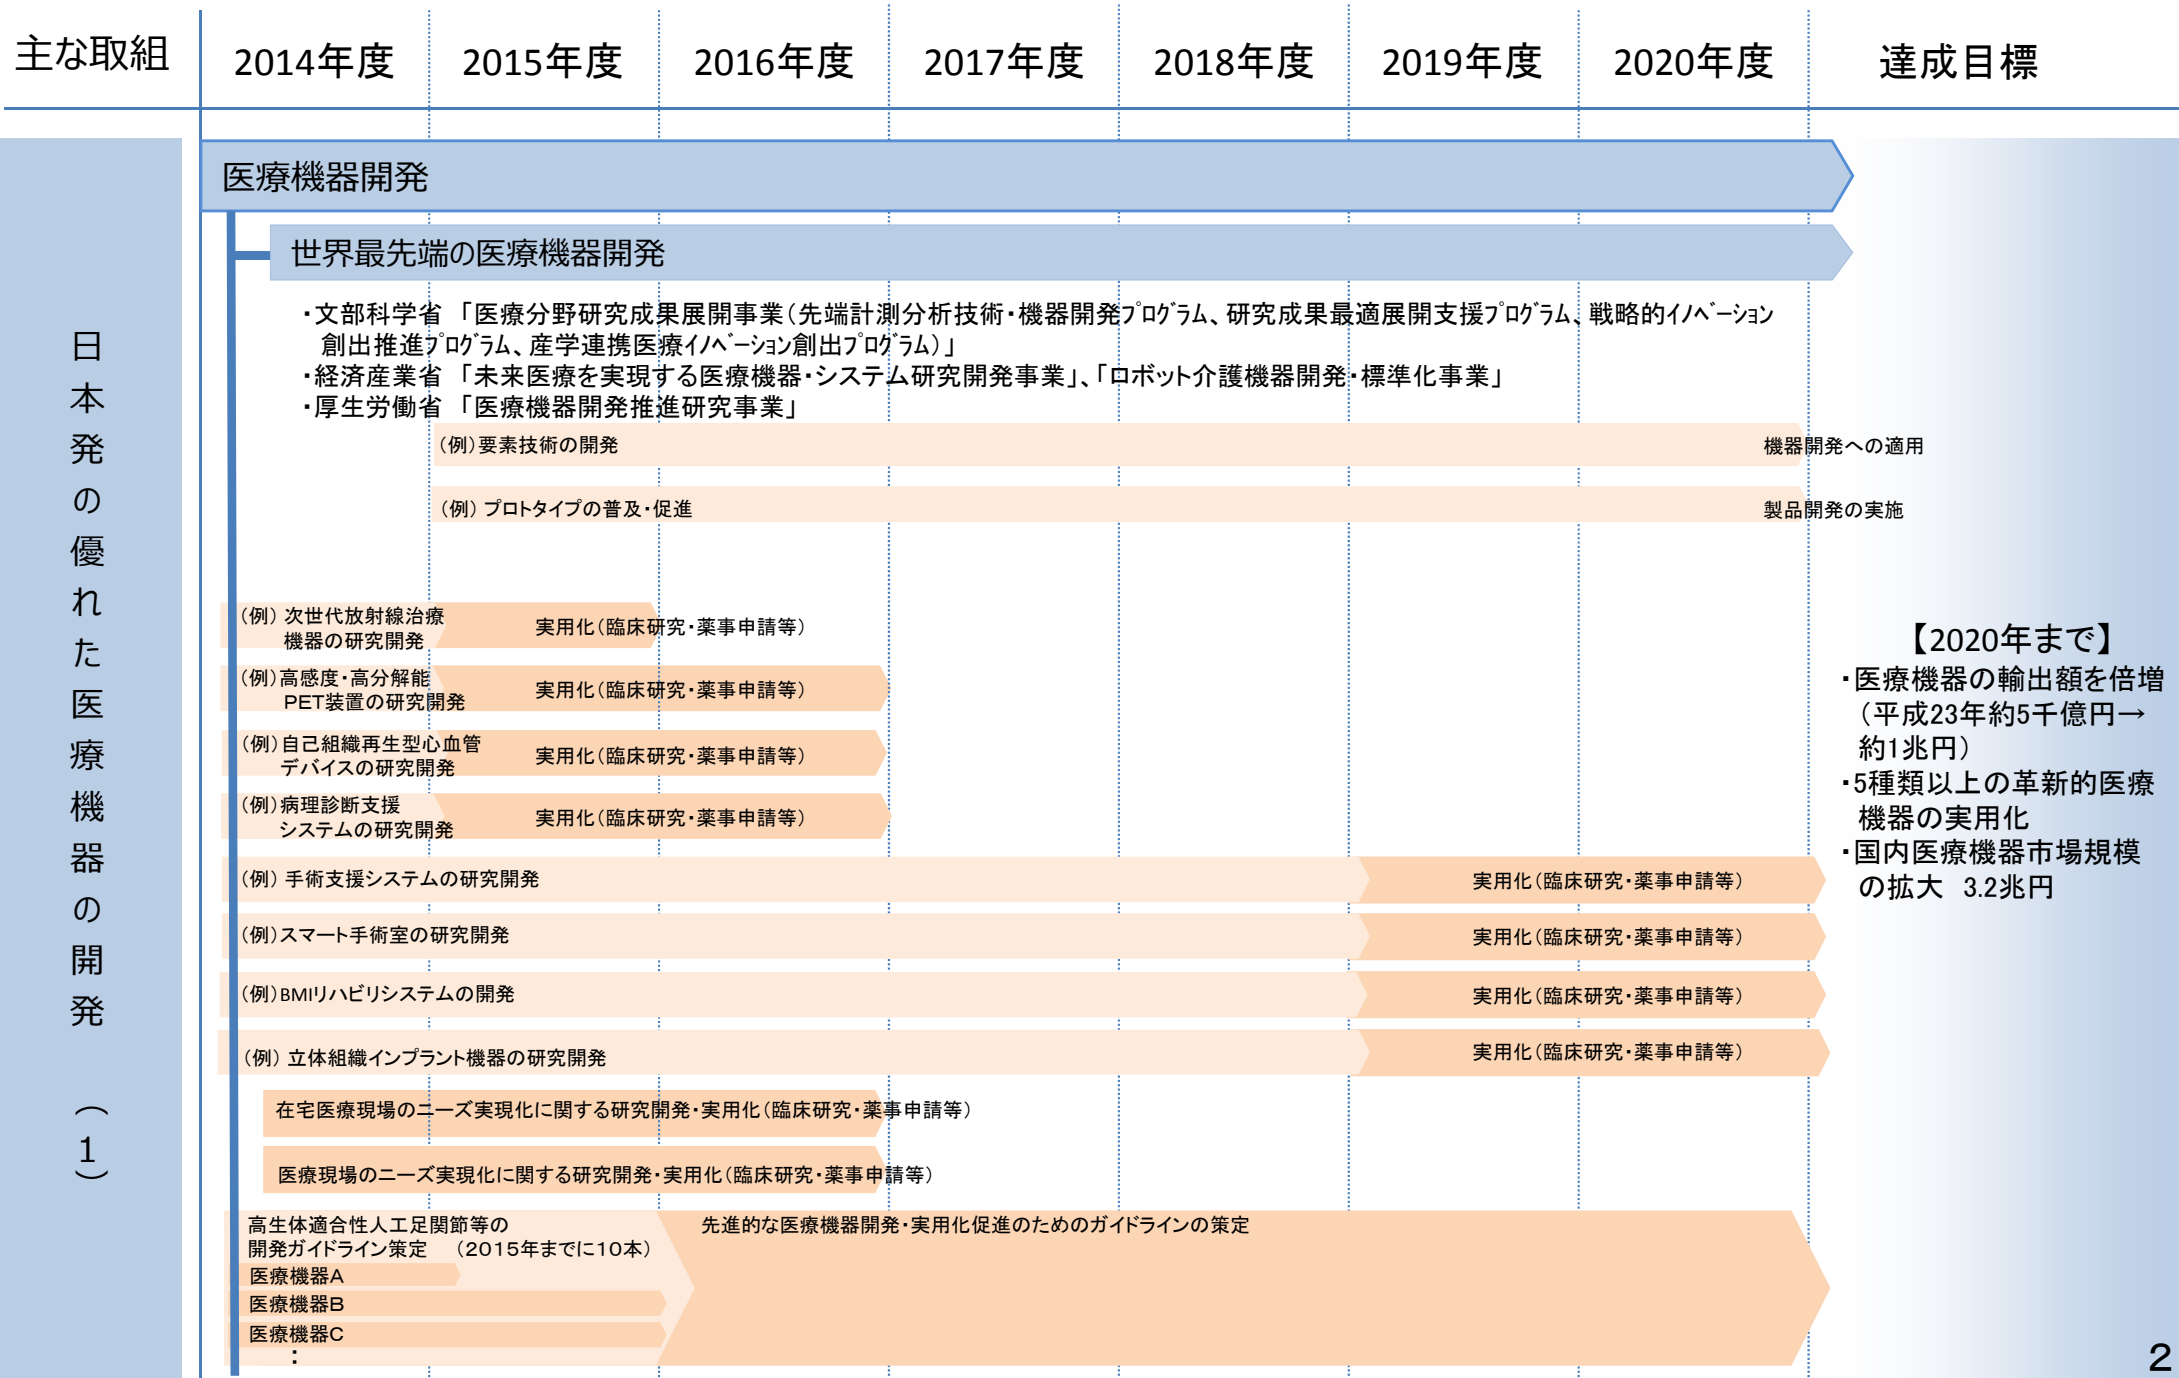 主な取組
2014年度
2015年度
2016年度
2017年度
2018年度
2019年度
2020年度
達成目標
日本発の優れた医療機器の開発 （1）
医療機器開発
世界最先端の医療機器開発
・文部科学省 「医療分野研究成果展開事業（先端計測分析技術・機器開発ﾌﾟﾛｸﾞﾗﾑ、研究成果最適展開支援ﾌﾟﾛｸﾞﾗﾑ、戦略的ｲﾉﾍﾞｰｼｮﾝ
創出推進ﾌﾟﾛｸﾞﾗﾑ、産学連携医療ｲﾉﾍﾞｰｼｮﾝ創出ﾌﾟﾛｸﾞﾗﾑ）」
・経済産業省 「未来医療を実現する医療機器・システム研究開発事業」、「ロボット介護機器開発・標準化事業」
・厚生労働省 「医療機器開発推進研究事業」
（例）要素技術の開発
機器開発への適用
（例） プロトタイプの普及・促進
製品開発の実施
（例） 次世代放射線治療
機器の研究開発
実用化（臨床研究・薬事申請等）
（例）高感度・高分解能
PET装置の研究開発
実用化（臨床研究・薬事申請等）
（例）自己組織再生型心血管
デバイスの研究開発
実用化（臨床研究・薬事申請等）
（例）病理診断支援
システムの研究開発
実用化（臨床研究・薬事申請等）
（例） 手術支援システムの研究開発
実用化（臨床研究・薬事申請等）
（例）スマート手術室の研究開発
実用化（臨床研究・薬事申請等）
（例）BMIリハビリシステムの開発
実用化（臨床研究・薬事申請等）
（例） 立体組織インプラント機器の研究開発
実用化（臨床研究・薬事申請等）
在宅医療現場のニーズ実現化に関する研究開発・実用化（臨床研究・薬事申請等）
医療現場のニーズ実現化に関する研究開発・実用化（臨床研究・薬事申請等）
高生体適合性人工足関節等の
開発ガイドライン策定 （2015年までに10本）
先進的な医療機器開発・実用化促進のためのガイドラインの策定
医療機器A
医療機器B
医療機器C
：
【2020年まで】
・医療機器の輸出額を倍増
（平成23年約5千億円→
約1兆円）
・5種類以上の革新的医療
機器の実用化
・国内医療機器市場規模
の拡大 3.2兆円
2